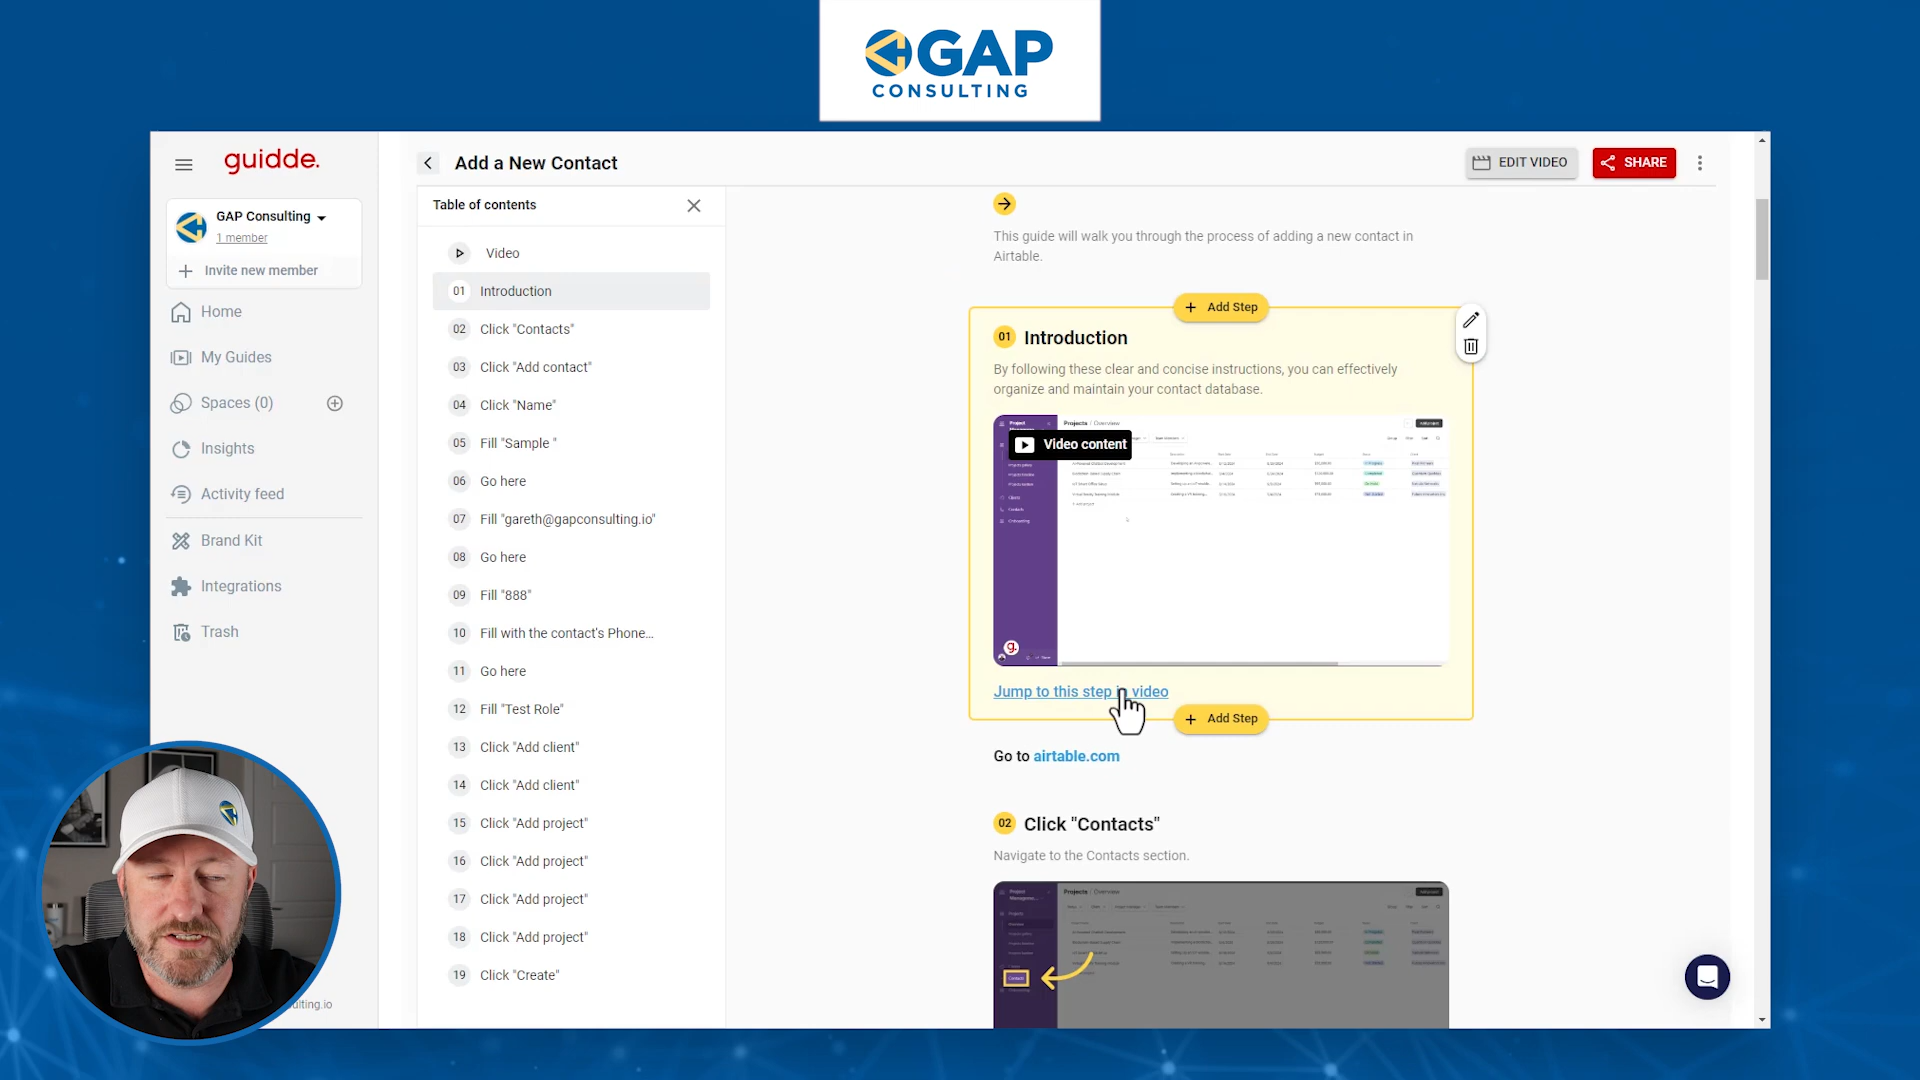 GAP
CONSULTING
guidde.
Add a New Contact
EDIT VIDEO
SHARE
GAP Consulting
1 member
Invite new member
Home
My Guides
Spaces (0)
Insights
Activity feed
Brand Kit
Integrations
Trash
ulting.io
Table of contents
Video
01 Introduction
02 Click "Contacts"
03 Click "Add contact"
04 Click "Name"
05 Fill "Sample "
06 Go here
07 Fill "gareth@gapconsulting.io"
08 Go here
09 Fill "888"
10 Fill with the contact's Phone...
11 Go here
12 Fill "Test Role"
13 Click "Add client"
14 Click "Add client"
15 Click "Add project"
16 Click "Add project"
17 Click "Add project"
18 Click "Add project"
19 Click "Create"
This guide will walk you through the process of adding a new contact in
Airtable.
Add Step
01 Introduction
By following these clear and concise instructions, you can effectively
organize and maintain your contact database.
Projects / Overview
Video content
Jump to this step in video
Add Step
Go to airtable.com
02 Click "Contacts"
Navigate to the Contacts section.
Projects / Overview
Contacts